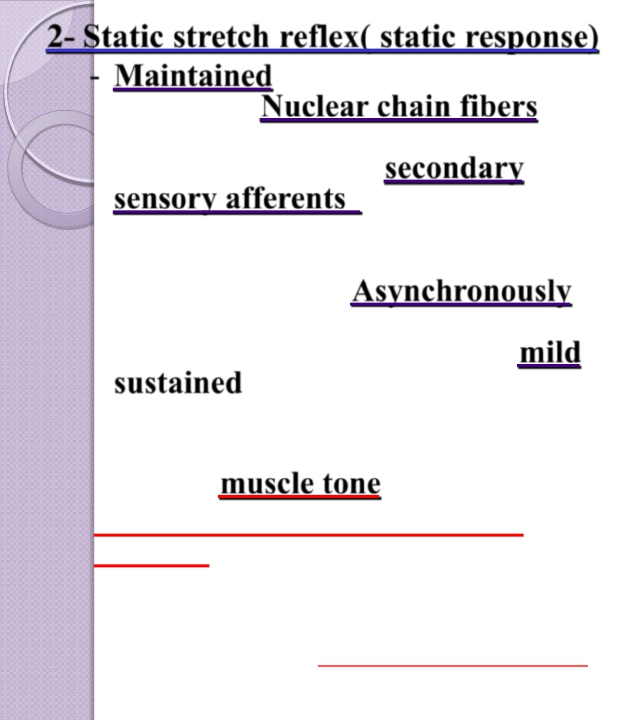 2- Static stretch reflex( static response)
- Maintained
Nuclear chain fibers
secondary
sensory afferents
Asynchronously
mild
sustained
muscle tone